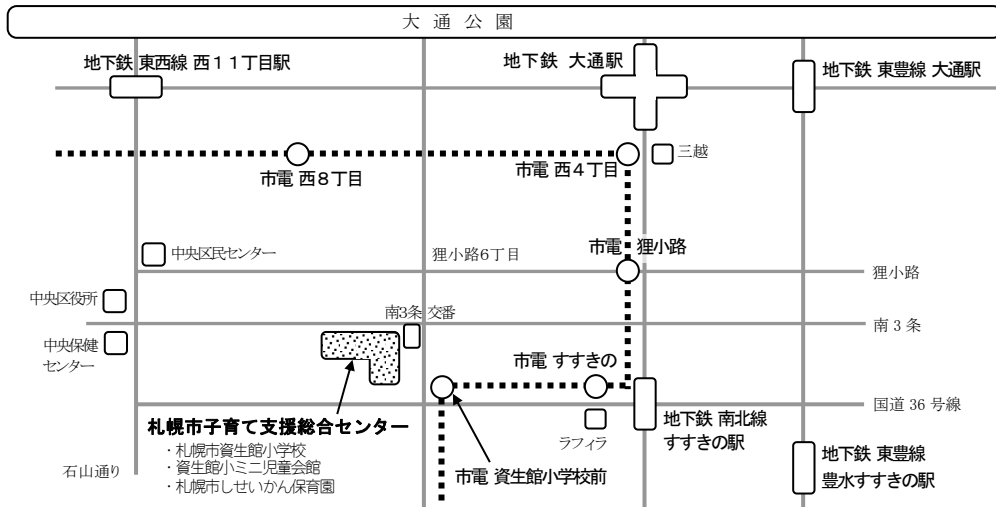 大通公園
地下鉄 東西線 西11丁目駅
地下鉄 大通駅
地下鉄 東豊線 大通駅
市電 西8丁目
市電 西4丁目
三越
中央区民センター
狸小路6丁目
市電 狸小路
狸小路
中央区役所
南3条 交番
南3条
中央保健
センター
市電 すすきの
札幌市子育て支援総合センター
・札幌市資生館小学校
・資生館小ミニ児童会館
・札幌市しせいかん保育園
石山通り
市電 資生館小学校前
ラフィラ
地下鉄 南北線
すすきの駅
国道36号線
地下鉄 東豊線
豊水すすきの駅